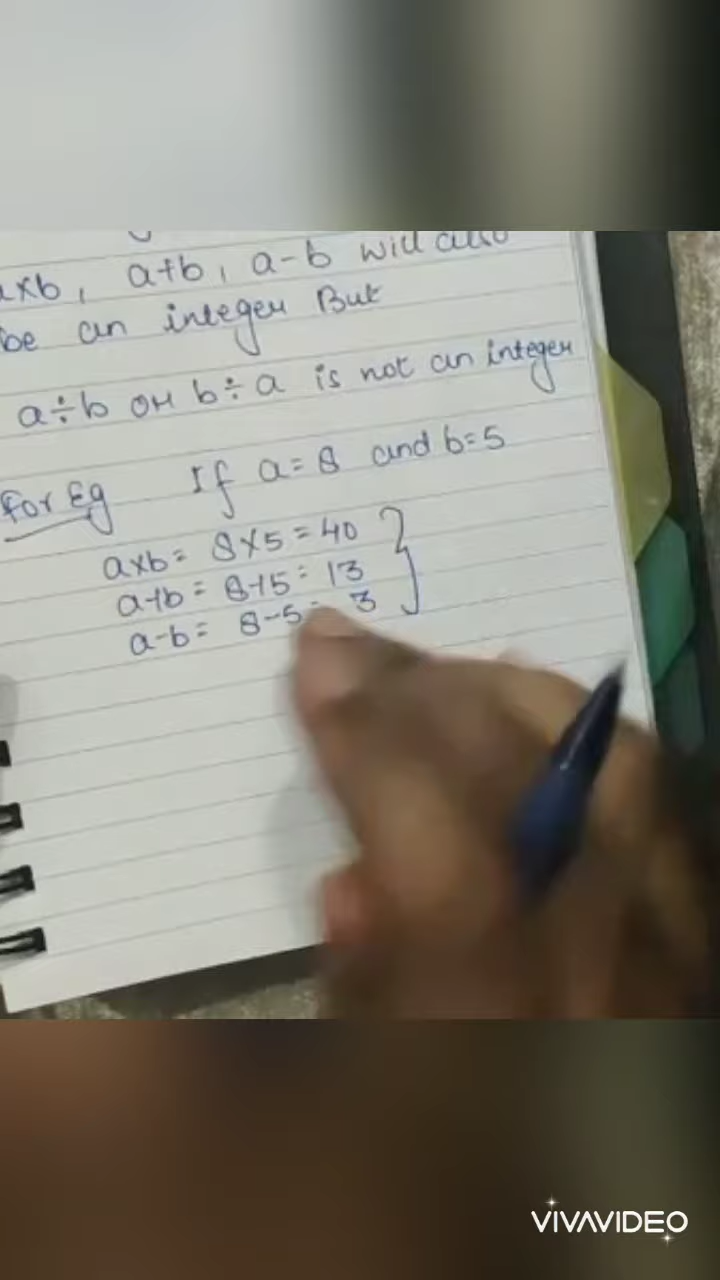 axb, a+b, a-b will also
be an integer But
a÷b or b÷a is not an integer
For Eg If a=8 and b=5
axb = 8x5 = 40
a+b = 8+5 = 13
a-b = 8-5= 3
VIVAVIDEO